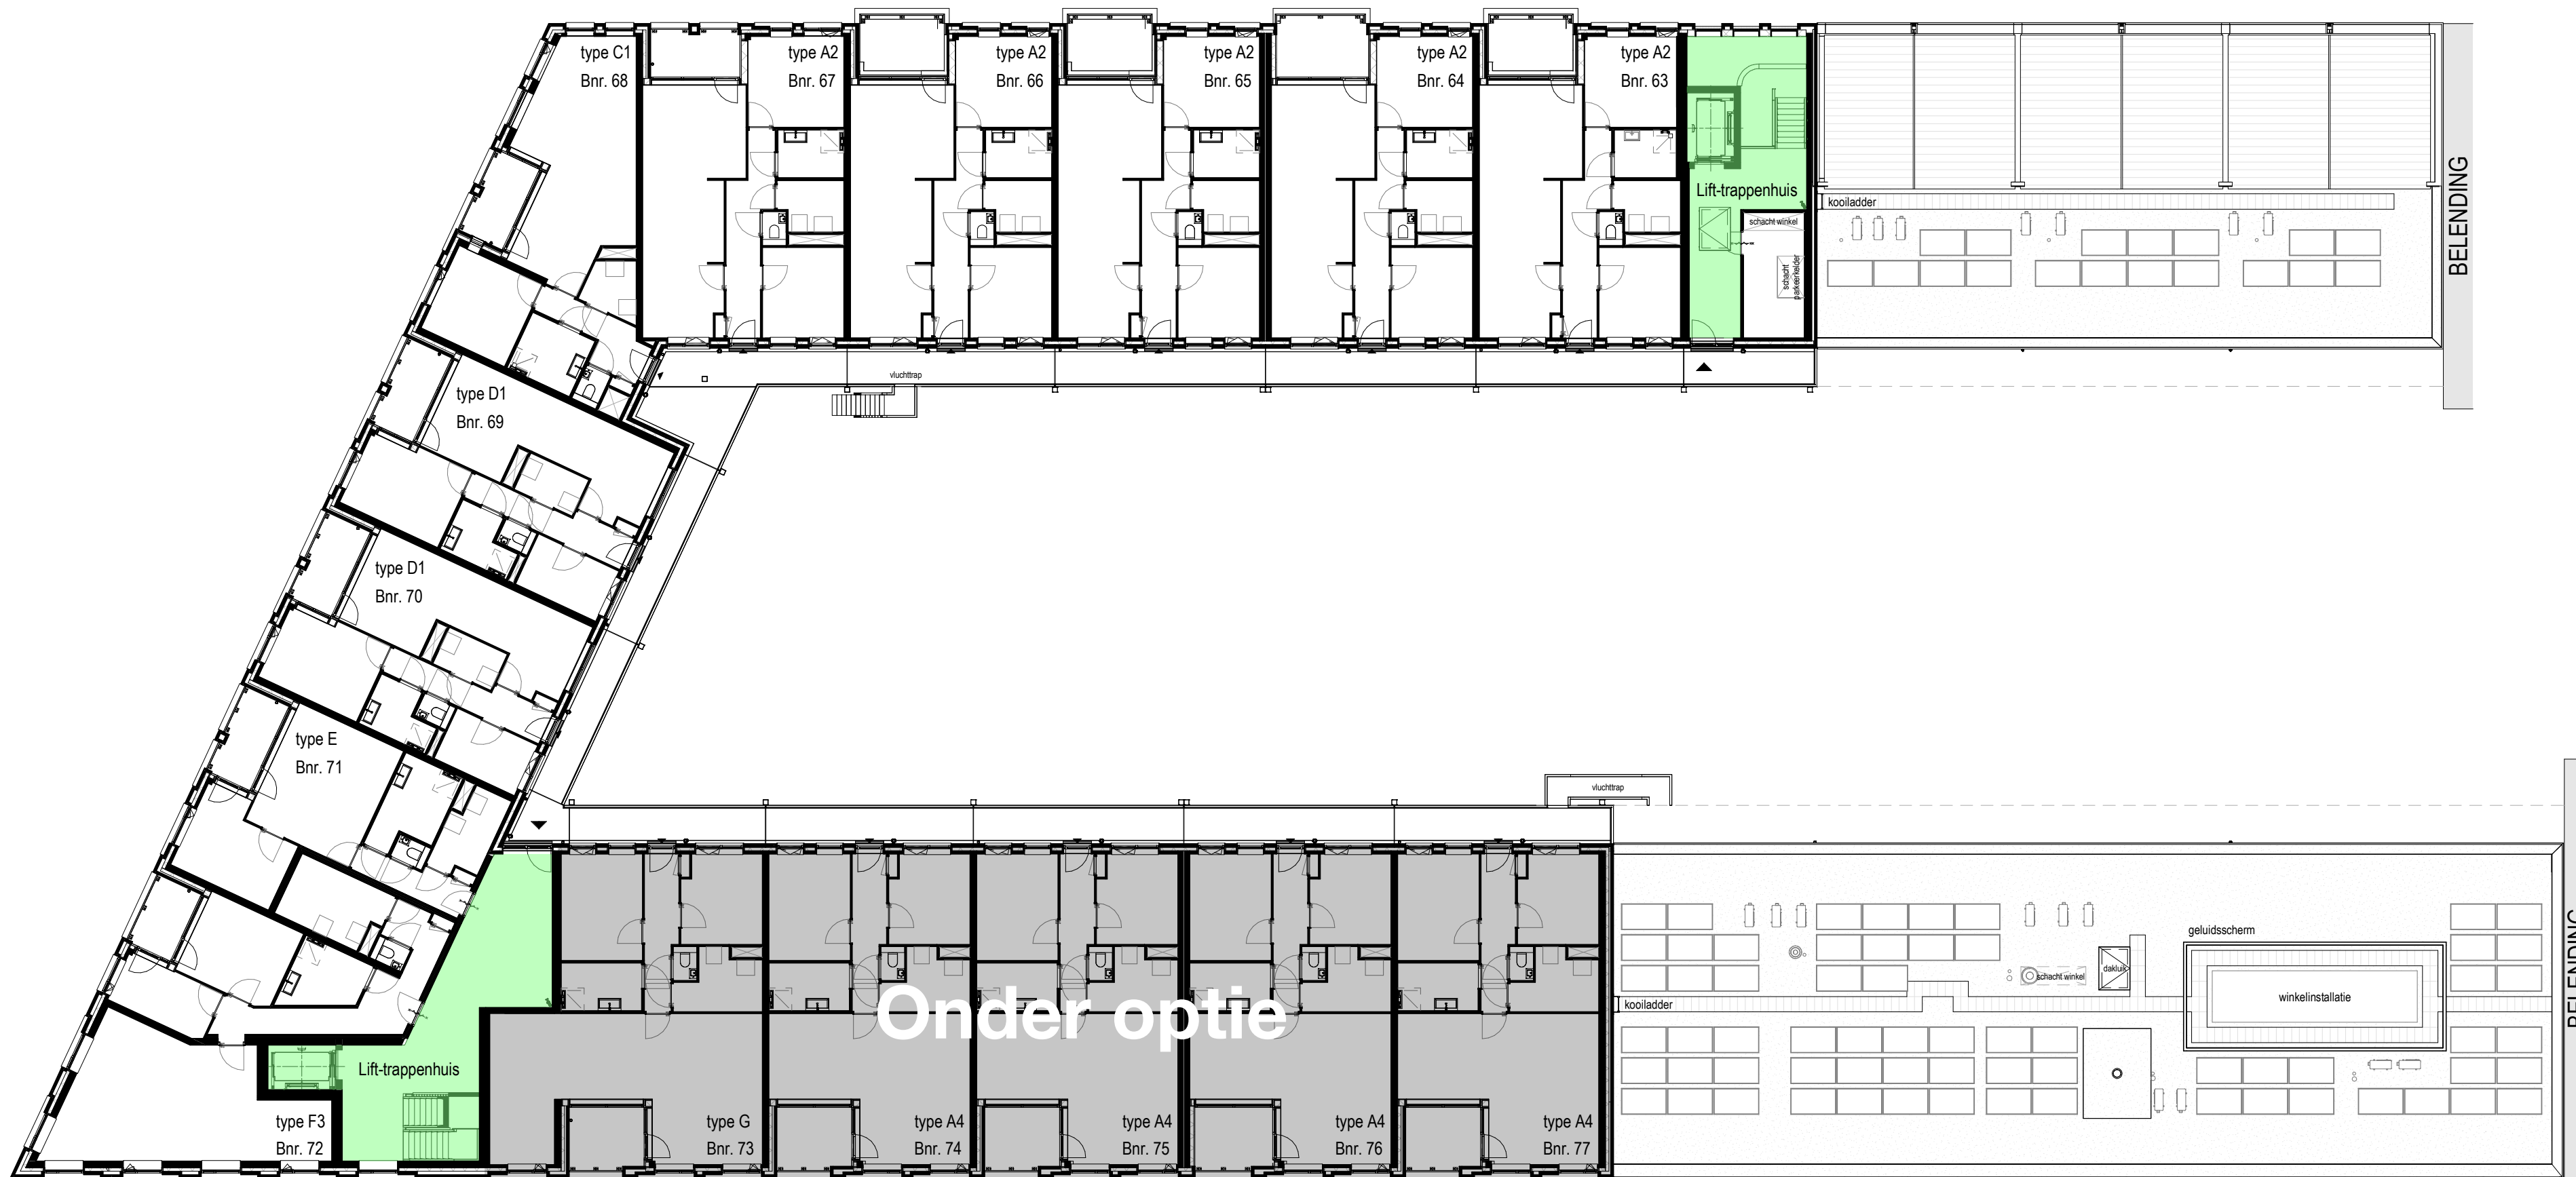 type C1
Bnr. 68
type A2
Bnr. 67
type A2
Bnr. 66
type A2
Bnr. 65
type A2
Bnr. 64
type A2
Bnr. 63
Lift-trappenhuis
schacht winkel
schacht
parkeerkelder
kooiladder
BELENDING
vluchttrap
type D1
Bnr. 69
type D1
Bnr. 70
type E
Bnr. 71
vluchttrap
geluidsscherm
dakluik
schacht winkel
winkelinstallatie
kooiladder
BELENDING
Onder optie
Lift-trappenhuis
type F3
Bnr. 72
type G
Bnr. 73
type A4
Bnr. 74
type A4
Bnr. 75
type A4
Bnr. 76
type A4
Bnr. 77